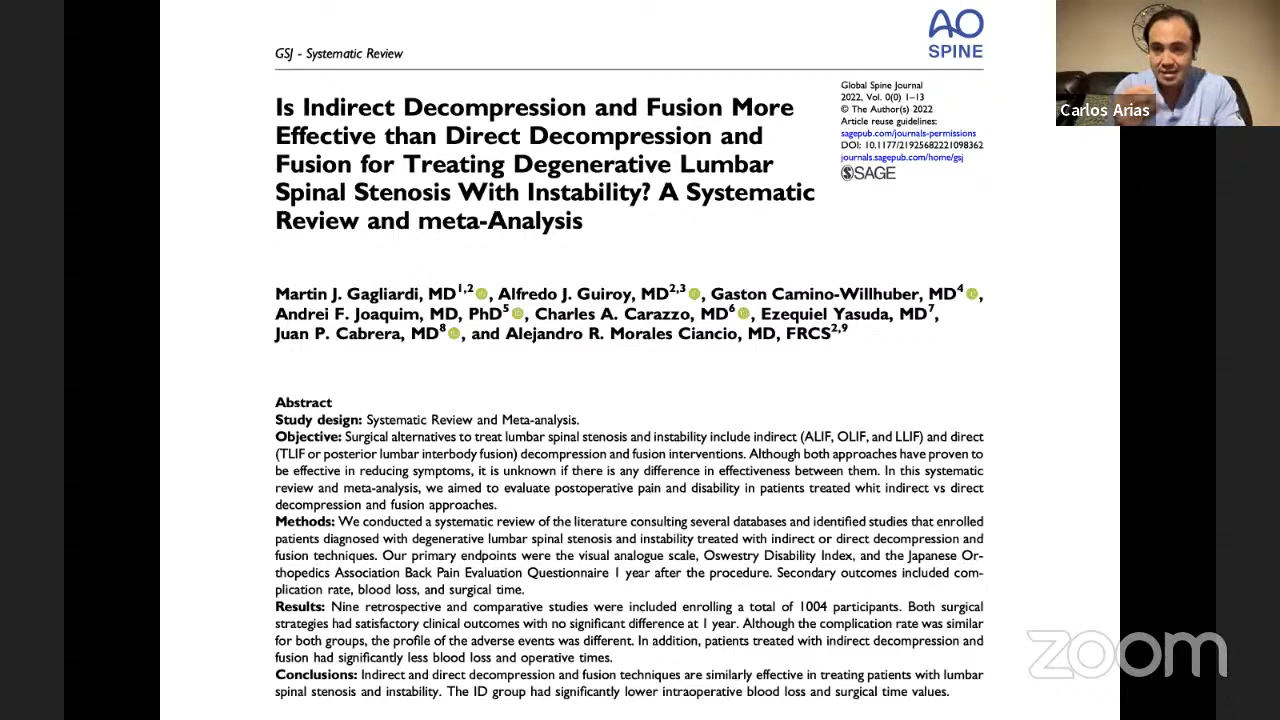 GSJ - Systematic Review
AO
SPINE
Is Indirect Decompression and Fusion More
Effective than Direct Decompression and
Fusion for Treating Degenerative Lumbar
Spinal Stenosis With Instability? A Systematic
Review and meta-Analysis
Global Spine Journal
2022, Vol. 0(0) 1–13
© The Author(s) 2022
Article reuse guidelines:
sagepub.com/journals-permissions
DOI: 10.1177/21925682221098362
journals.sagepub.com/home/gsj
SAGE
Carlos Arias
Martin J. Gagliardi, MD1,2, Alfredo J. Guiroy, MD2,3, Gaston Camino-Willhuber, MD4,
Andrei F. Joaquim, MD, PhD5, Charles A. Carazzo, MD6, Ezequiel Yasuda, MD7,
Juan P. Cabrera, MD8, and Alejandro R. Morales Ciancio, MD, FRCS2,9
Abstract
Study design: Systematic Review and Meta-analysis.
Objective: Surgical alternatives to treat lumbar spinal stenosis and instability include indirect (ALIF, OLIF, and LLIF) and direct
(TLIF or posterior lumbar interbody fusion) decompression and fusion interventions. Although both approaches have proven to
be effective in reducing symptoms, it is unknown if there is any difference in effectiveness between them. In this systematic
review and meta-analysis, we aimed to evaluate postoperative pain and disability in patients treated whit indirect vs direct
decompression and fusion approaches.
Methods: We conducted a systematic review of the literature consulting several databases and identified studies that enrolled
patients diagnosed with degenerative lumbar spinal stenosis and instability treated with indirect or direct decompression and
fusion techniques. Our primary endpoints were the visual analogue scale, Oswestry Disability Index, and the Japanese Or-
thopedics Association Back Pain Evaluation Questionnaire 1 year after the procedure. Secondary outcomes included com-
plication rate, blood loss, and surgical time.
Results: Nine retrospective and comparative studies were included enrolling a total of 1004 participants. Both surgical
strategies had satisfactory clinical outcomes with no significant difference at 1 year. Although the complication rate was similar
for both groups, the profile of the adverse events was different. In addition, patients treated with indirect decompression and
fusion had significantly less blood loss and operative times.
Conclusions: Indirect and direct decompression and fusion techniques are similarly effective in treating patients with lumbar
spinal stenosis and instability. The ID group had significantly lower intraoperative blood loss and surgical time values.
zoom